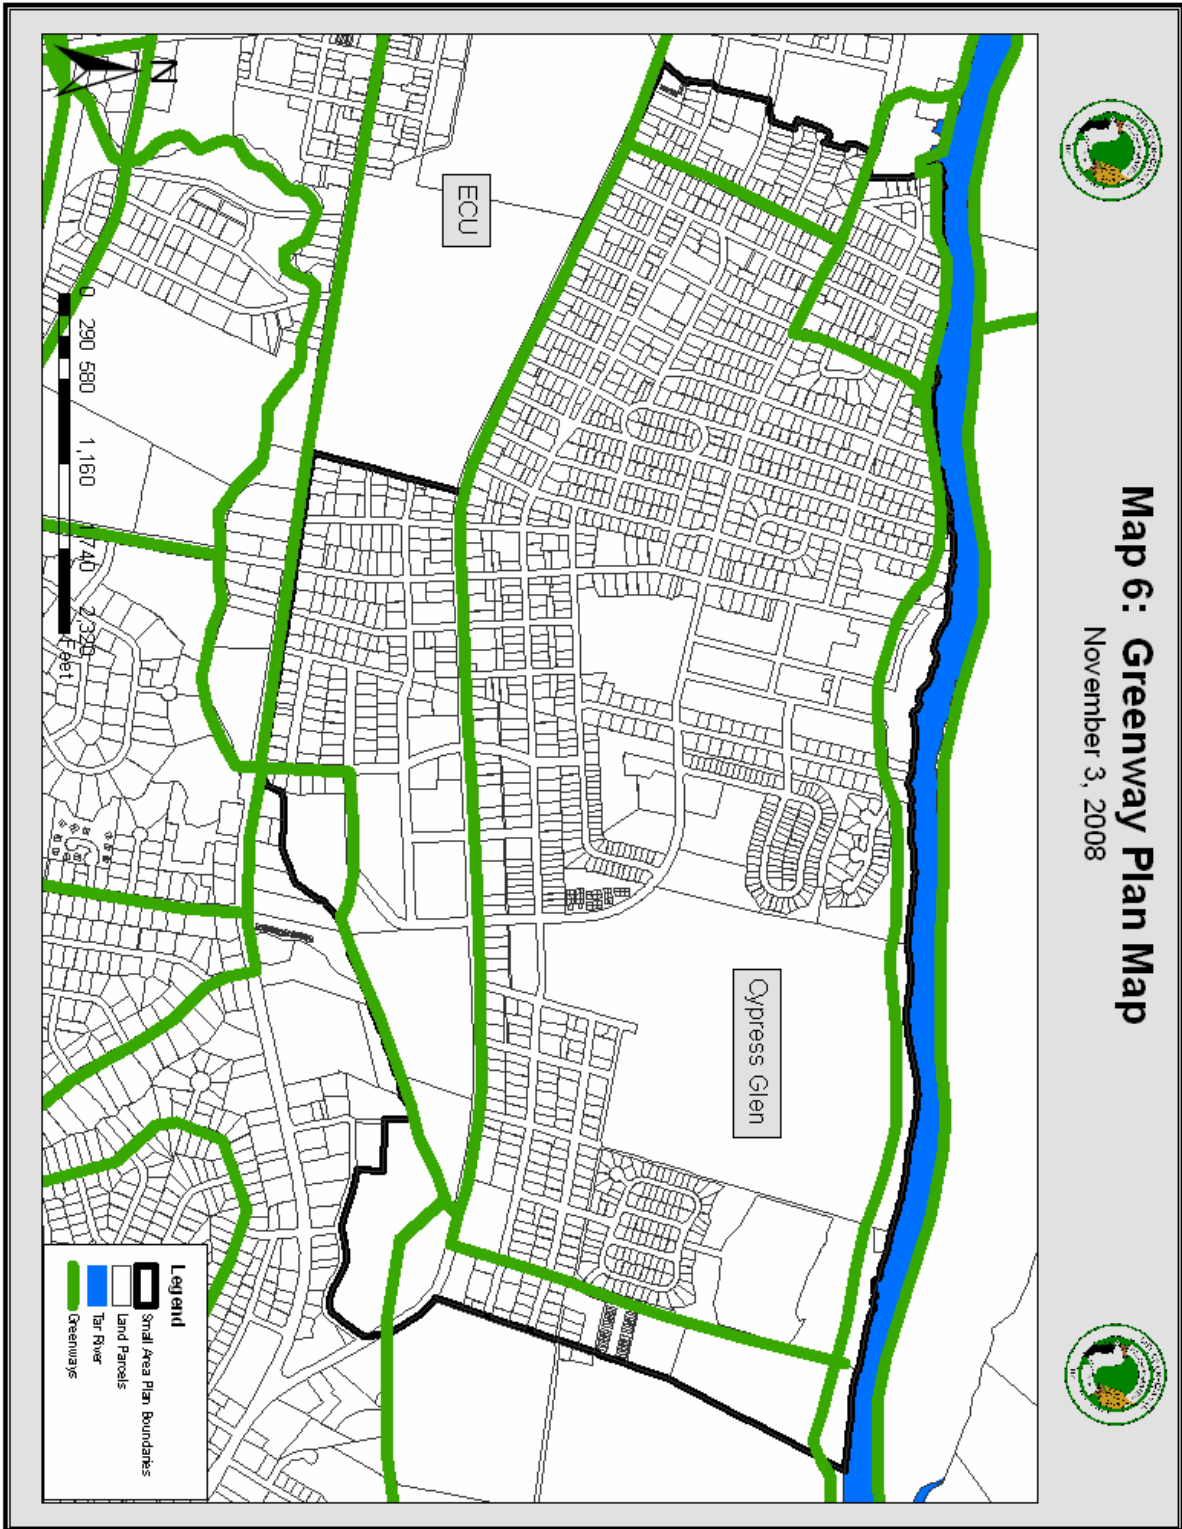 Map 6: Greenway Plan Map
November 3, 2008
ECU
Cypress Glen
N
0 290 580 1,160 1,740 2,320
Feet
Legend
Small Area Plan Boundaries
Land Parcels
Tar River
Greenways